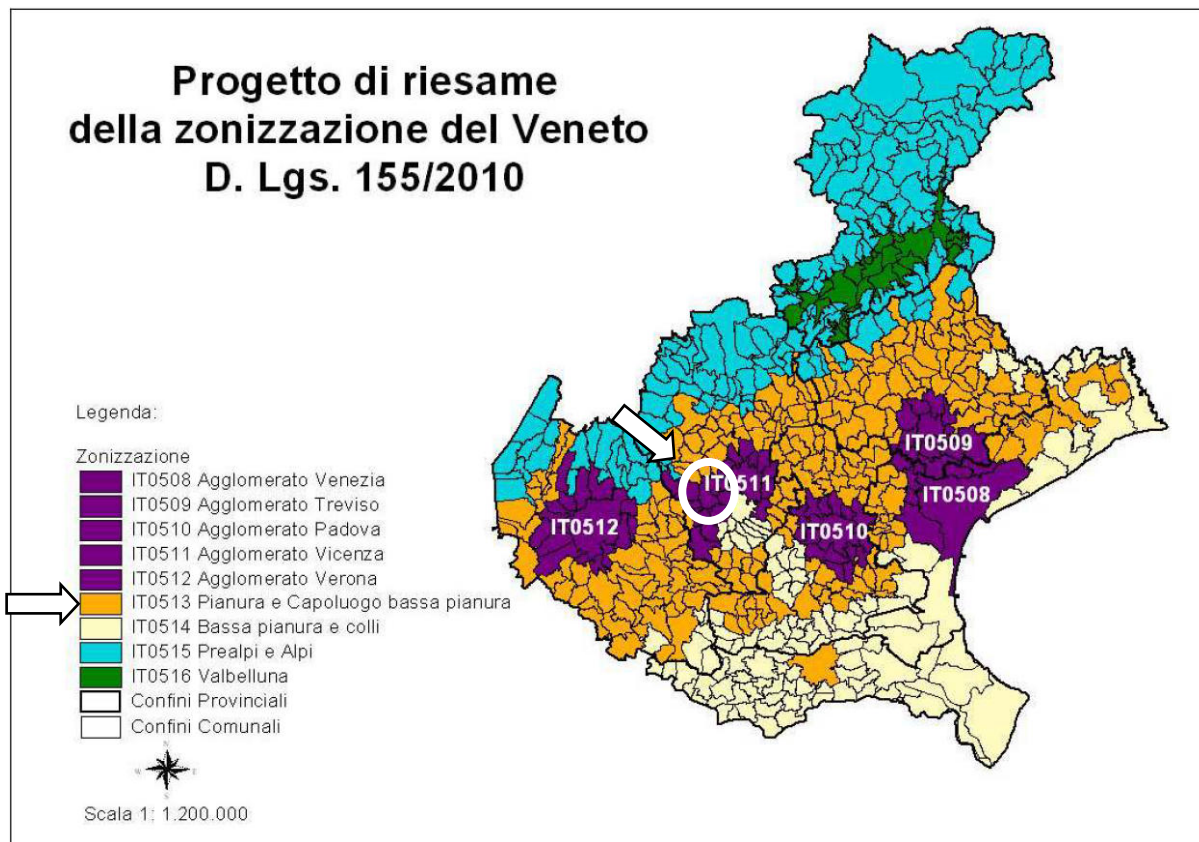 Progetto di riesame
della zonizzazione del Veneto
D. Lgs. 155/2010
Legenda:
Zonizzazione
IT0508 Agglomerato Venezia
IT0509 Agglomerato Treviso
IT0510 Agglomerato Padova
IT0511 Agglomerato Vicenza
IT0512 Agglomerato Verona
IT0513 Pianura e Capoluogo bassa pianura
IT0514 Bassa pianura e colli
IT0515 Prealpi e Alpi
IT0516 Valbelluna
Confini Provinciali
Confini Comunali
N
W
E
S
Scala 1: 1.200.000
IT0509
IT0511
IT0508
IT0512
IT0510